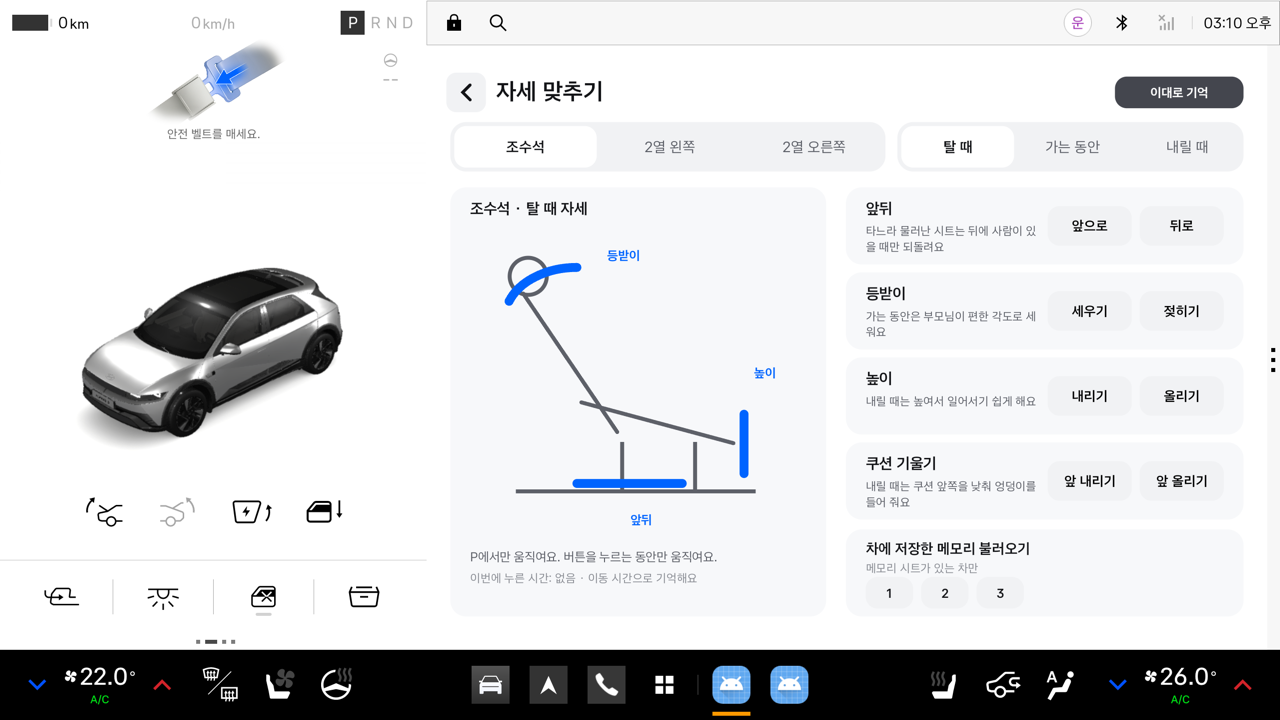 0 km
0 km/h
P R N D
운
03:10 오후
안전 벨트를 매세요.
자세 맞추기
이대로 기억
조수석
2열 왼쪽
2열 오른쪽
탈 때
가는 동안
내릴 때
조수석 · 탈 때 자세
등받이
높이
앞뒤
P에서만 움직여요. 버튼을 누르는 동안만 움직여요.
이번에 누른 시간: 없음 · 이동 시간으로 기억해요
앞뒤
타느라 물러난 시트는 뒤에 사람이 있
을 때만 되돌려요
앞으로
뒤로
등받이
가는 동안은 부모님이 편한 각도로 세
워요
세우기
젖히기
높이
내릴 때는 높여서 일어서기 쉽게 해요
내리기
올리기
쿠션 기울기
내릴 때는 쿠션 앞쪽을 낮춰 엉덩이를
들어 줘요
앞 내리기
앞 올리기
차에 저장한 메모리 불러오기
메모리 시트가 있는 차만
1
2
3
22.0°
A/C
A
26.0°
A/C